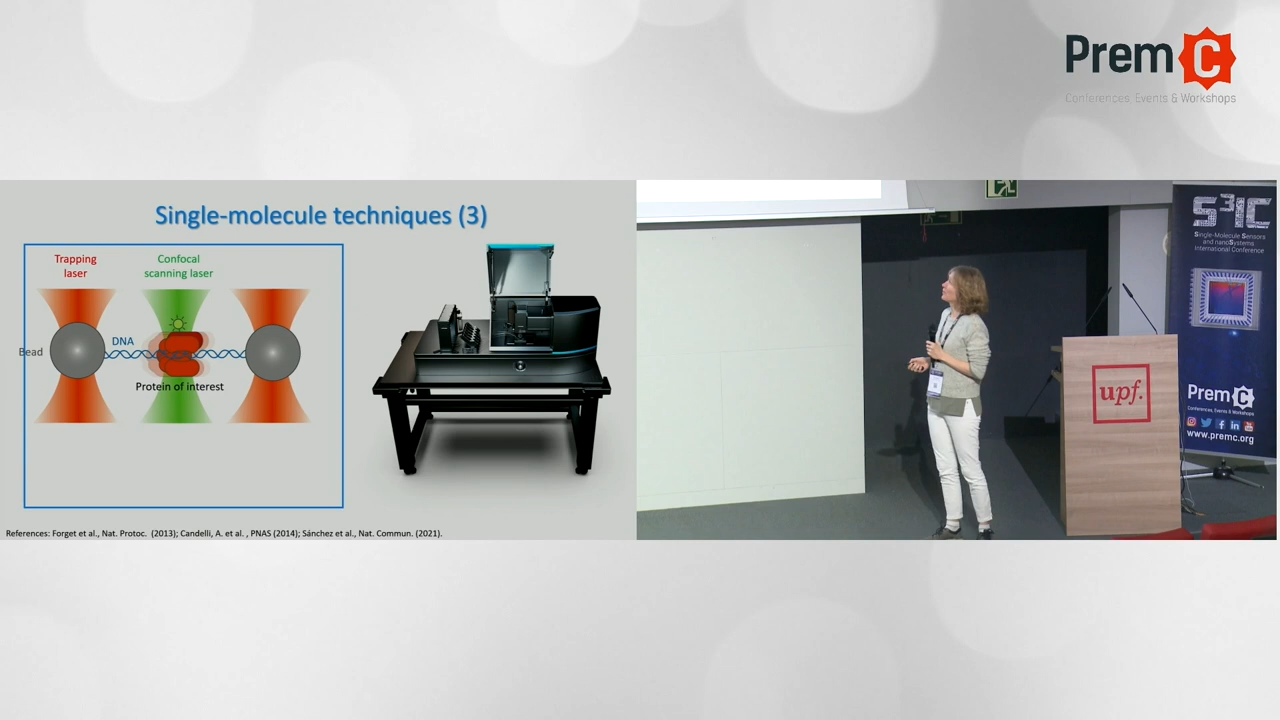 Prem C
Conferences, Events & Workshops
Single-molecule techniques (3)
Trapping
laser
Confocal
scanning laser
DNA
Bead
Protein of interest
References: Forget et al., Nat. Protoc. (2013); Candelli, A. et al. , PNAS (2014); Sánchez et al., Nat. Commun. (2021).
S3IC
Single-Molecule Sensors
and nanoSystems
International Conference
upf.
Prem C
Conferences, Events & Workshops
www.premc.org